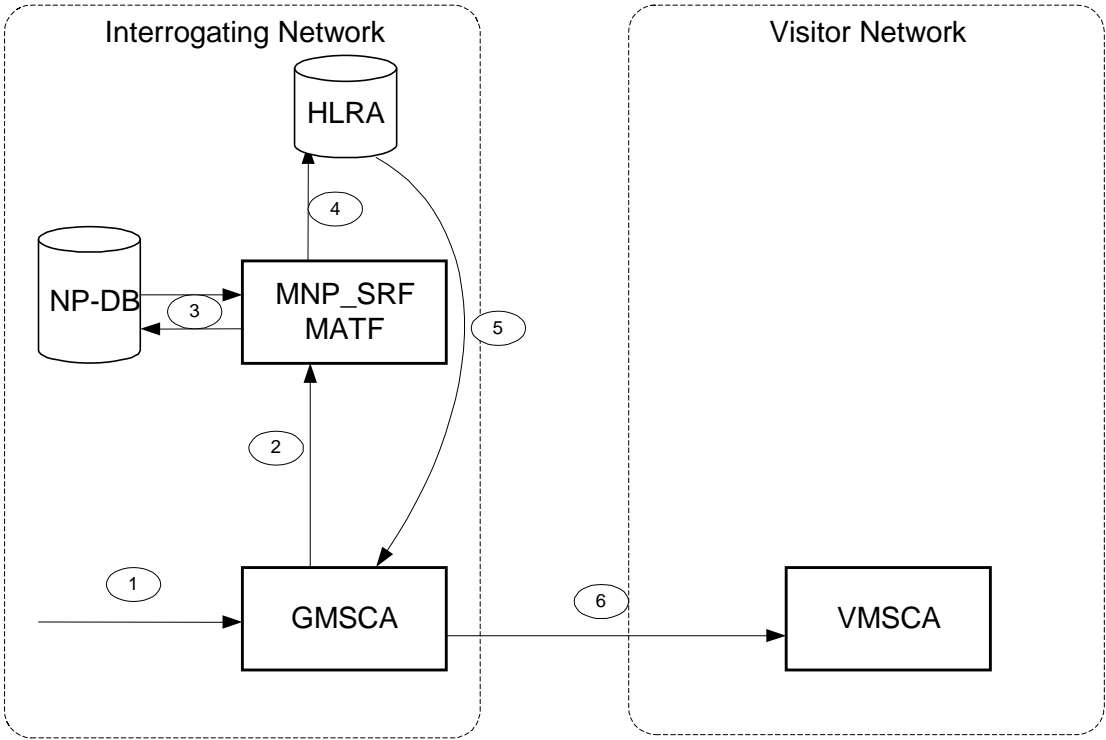 Interrogating Network
Visitor Network
HLRA
4
NP-DB
3
MNP_SRF
MATF
5
2
1
GMSCA
6
VMSCA